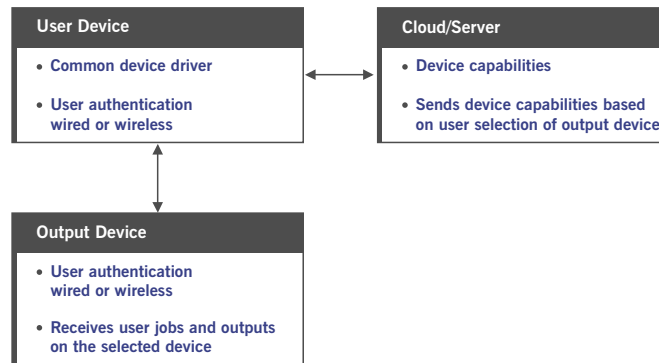 User Device
• Common device driver
• User authentication
wired or wireless
Cloud/Server
• Device capabilities
• Sends device capabilities based
on user selection of output device
Output Device
• User authentication
wired or wireless
• Receives user jobs and outputs
on the selected device